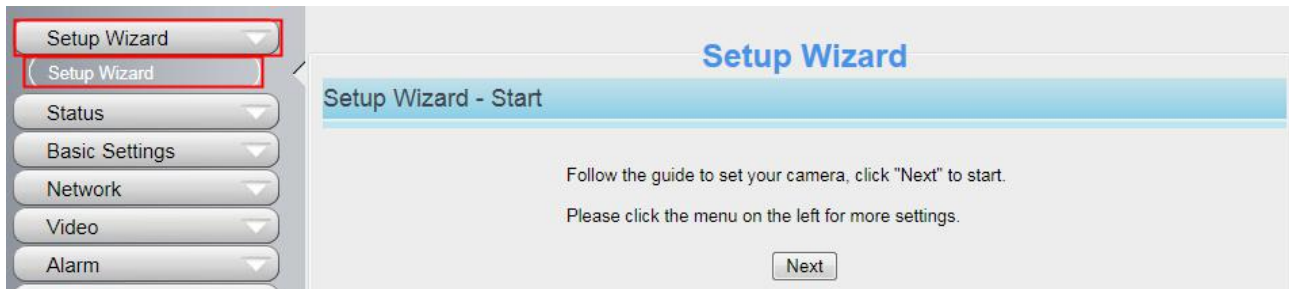 Setup Wizard
Setup Wizard
Status
Basic Settings
Network
Video
Alarm
Setup Wizard
Setup Wizard - Start
Follow the guide to set your camera, click "Next" to start.
Please click the menu on the left for more settings.
Next